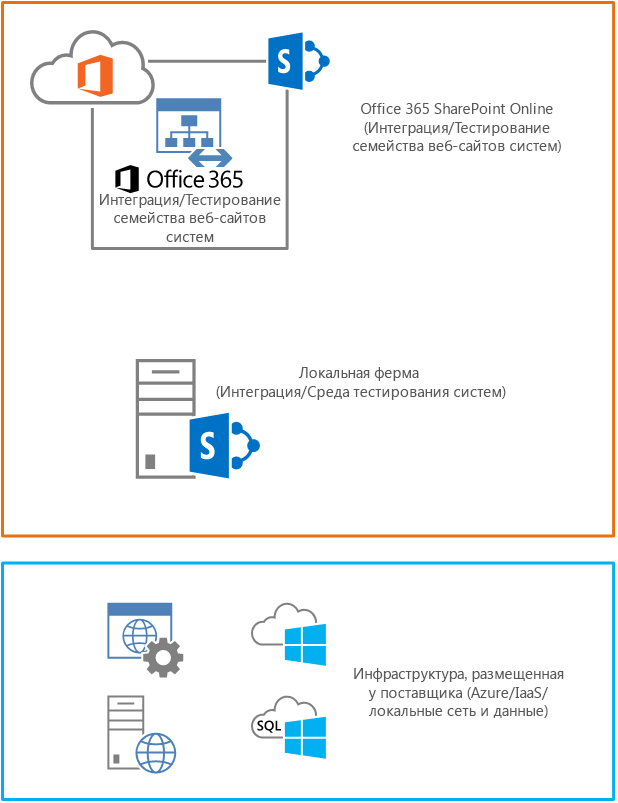 Office 365 SharePoint Online
(Интеграция/Тестирование
семейства веб-сайтов систем)
Office 365
Интеграция/Тестирование
семейства веб-сайтов
систем
Локальная ферма
(Интеграция/Среда тестирования систем)
Инфраструктура, размещенная
у поставщика (Azure/IaaS/
локальные сеть и данные)
SQL